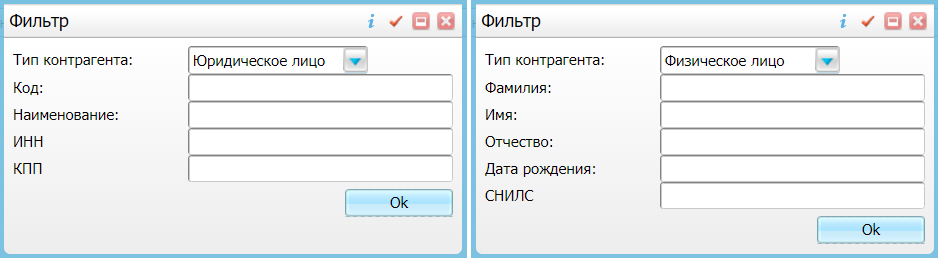 Фильтр
Тип контрагента: Юридическое лицо
Код:
Наименование:
ИНН
КПП
Ok
Фильтр
Тип контрагента: Физическое лицо
Фамилия:
Имя:
Отчество:
Дата рождения:
СНИЛС
Ok